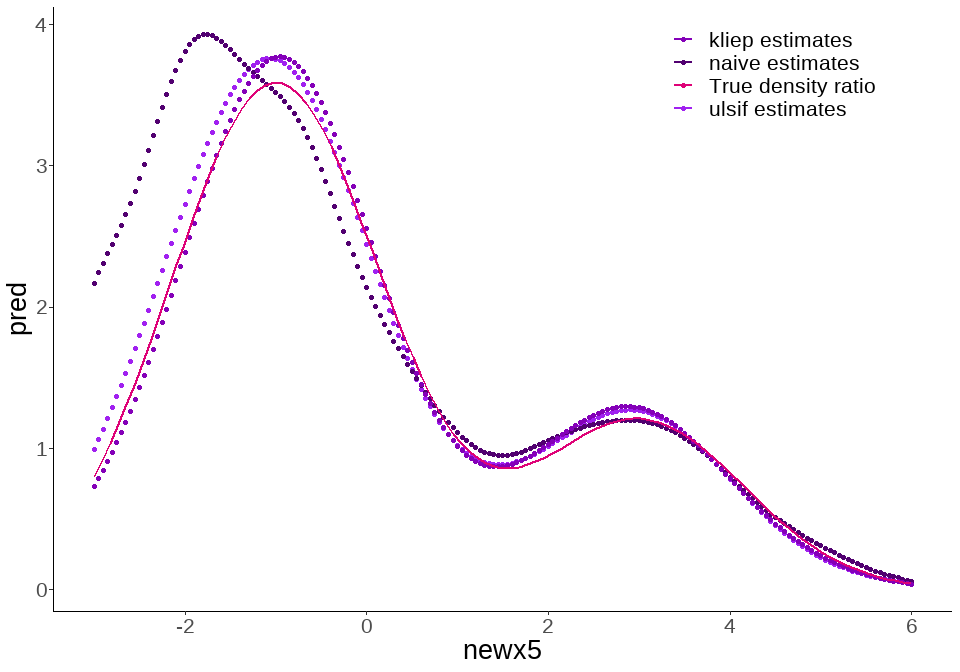 4
3
2
1
0
pred
kliep estimates
naive estimates
True density ratio
ulsif estimates
-2 0 2 4 6
newx5